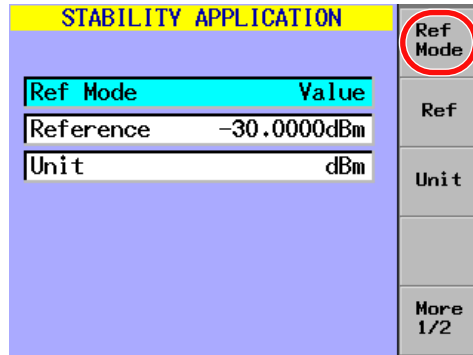 STABILITY APPLICATION
Ref Mode Value
Reference -30.0000dBm
Unit dBm
Ref
Mode
Ref
Unit
More
1/2